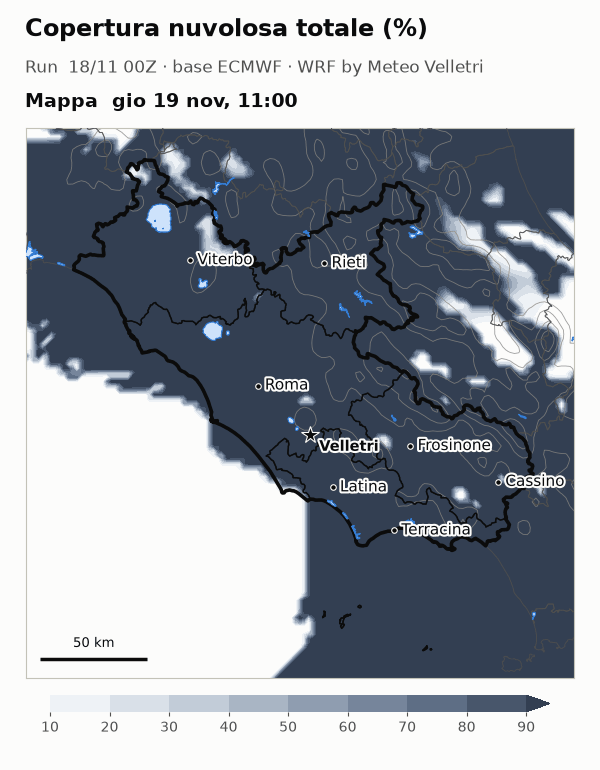 Copertura nuvolosa totale (%)
Run  18/11 00Z · base ECMWF · WRF by Meteo Velletri
Mappa  gio 19 nov, 11:00
Viterbo
Rieti
Roma
Velletri
Frosinone
Cassino
Latina
Terracina
50 km
10 20 30 40 50 60 70 80 90